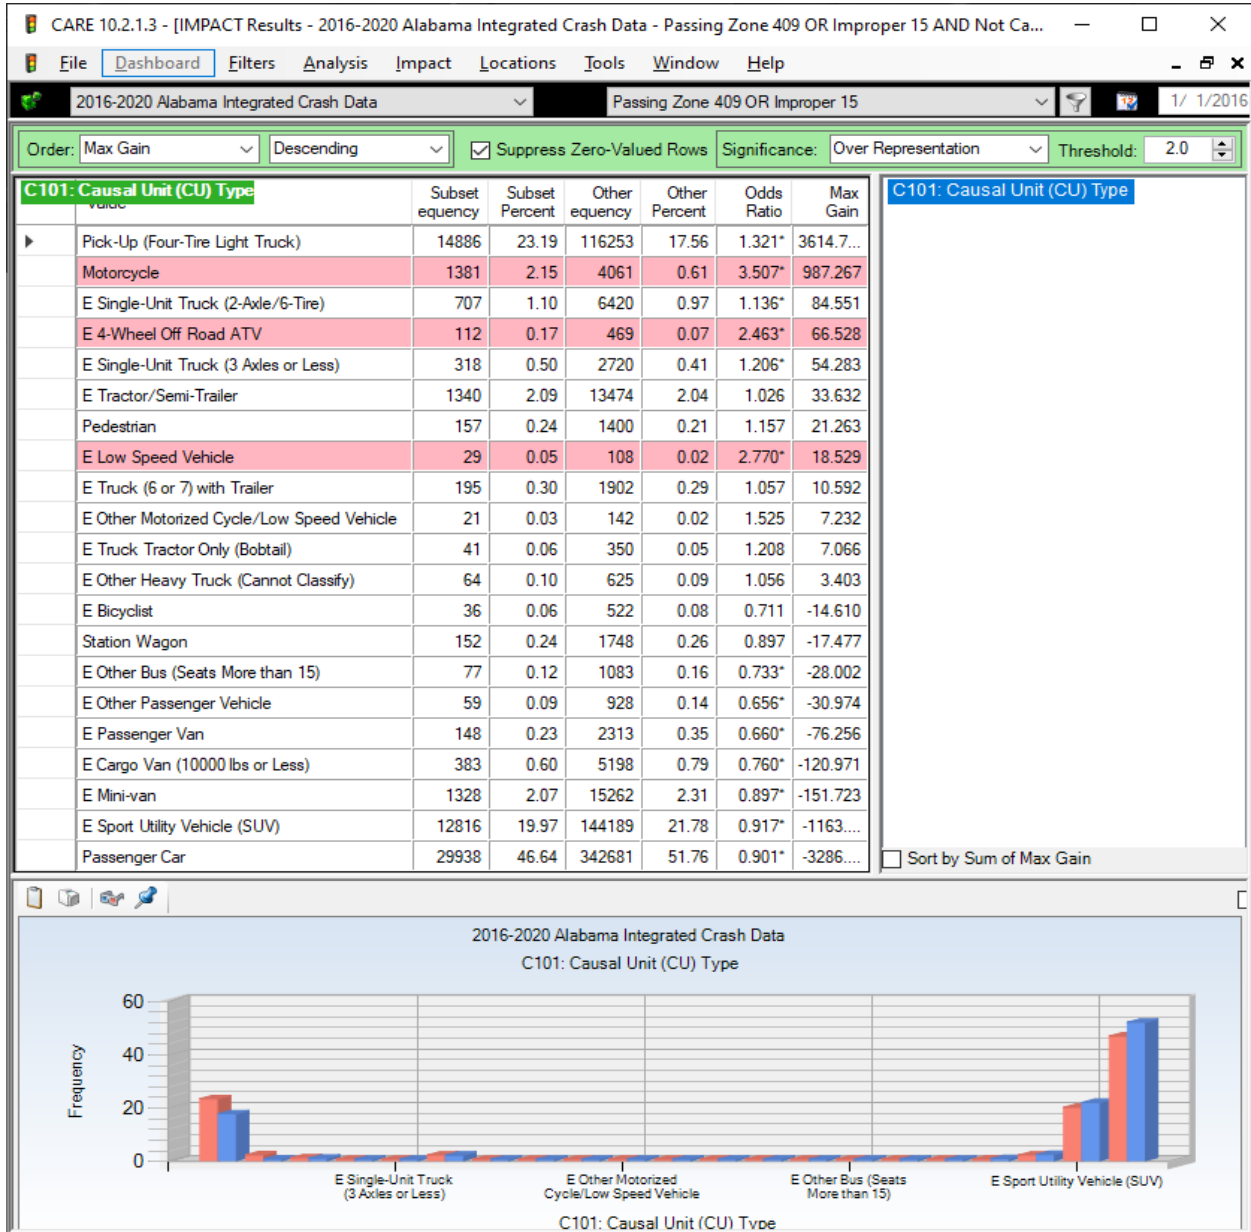 CARE 10.2.1.3 - [IMPACT Results - 2016-2020 Alabama Integrated Crash Data - Passing Zone 409 OR Improper 15 AND Not Ca...
File Dashboard Filters Analysis Impact Locations Tools Window Help
2016-2020 Alabama Integrated Crash Data Passing Zone 409 OR Improper 15 1/ 1/2016
Order: Max Gain Descending Suppress Zero-Valued Rows Significance: Over Representation Threshold: 2.0
C101: Causal Unit (CU) Type Subset equency Subset Percent Other equency Other Percent Odds Ratio Max Gain
C101: Causal Unit (CU) Type
Pick-Up (Four-Tire Light Truck) 14886 23.19 116253 17.56 1.321* 3614.7...
Motorcycle 1381 2.15 4061 0.61 3.507* 987.267
E Single-Unit Truck (2-Axle/6-Tire) 707 1.10 6420 0.97 1.136* 84.551
E 4-Wheel Off Road ATV 112 0.17 469 0.07 2.463* 66.528
E Single-Unit Truck (3 Axles or Less) 318 0.50 2720 0.41 1.206* 54.283
E Tractor/Semi-Trailer 1340 2.09 13474 2.04 1.026 33.632
Pedestrian 157 0.24 1400 0.21 1.157 21.263
E Low Speed Vehicle 29 0.05 108 0.02 2.770* 18.529
E Truck (6 or 7) with Trailer 195 0.30 1902 0.29 1.057 10.592
E Other Motorized Cycle/Low Speed Vehicle 21 0.03 142 0.02 1.525 7.232
E Truck Tractor Only (Bobtail) 41 0.06 350 0.05 1.208 7.066
E Other Heavy Truck (Cannot Classify) 64 0.10 625 0.09 1.056 3.403
E Bicyclist 36 0.06 522 0.08 0.711 -14.610
Station Wagon 152 0.24 1748 0.26 0.897 -17.477
E Other Bus (Seats More than 15) 77 0.12 1083 0.16 0.733* -28.002
E Other Passenger Vehicle 59 0.09 928 0.14 0.656* -30.974
E Passenger Van 148 0.23 2313 0.35 0.660* -76.256
E Cargo Van (10000 lbs or Less) 383 0.60 5198 0.79 0.760* -120.971
E Mini-van 1328 2.07 15262 2.31 0.897* -151.723
E Sport Utility Vehicle (SUV) 12816 19.97 144189 21.78 0.917* -1163....
Passenger Car 29938 46.64 342681 51.76 0.901* -3286....
Sort by Sum of Max Gain
2016-2020 Alabama Integrated Crash Data
C101: Causal Unit (CU) Type
Frequency
60
40
20
0
E Single-Unit Truck
(3 Axles or Less)
E Other Motorized
Cycle/Low Speed Vehicle
E Other Bus (Seats
More than 15)
E Sport Utility Vehicle (SUV)
C101: Causal Unit (CU) Type